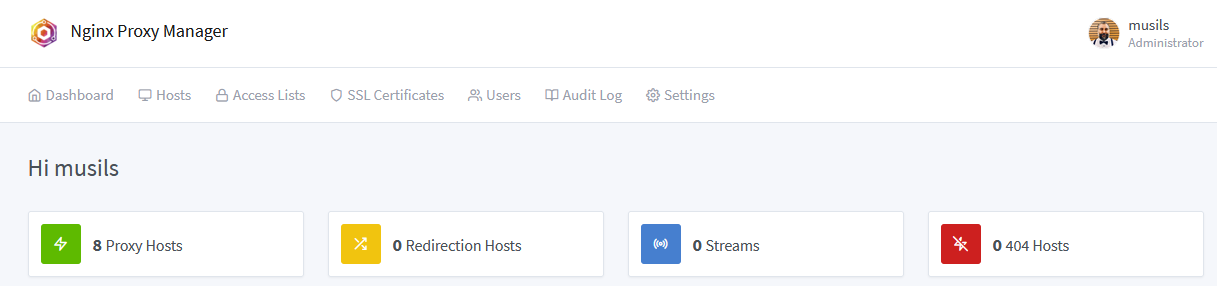 Nginx Proxy Manager
musils
Administrator
Dashboard Hosts Access Lists SSL Certificates Users Audit Log Settings
Hi musils
8 Proxy Hosts 0 Redirection Hosts 0 Streams 0 404 Hosts